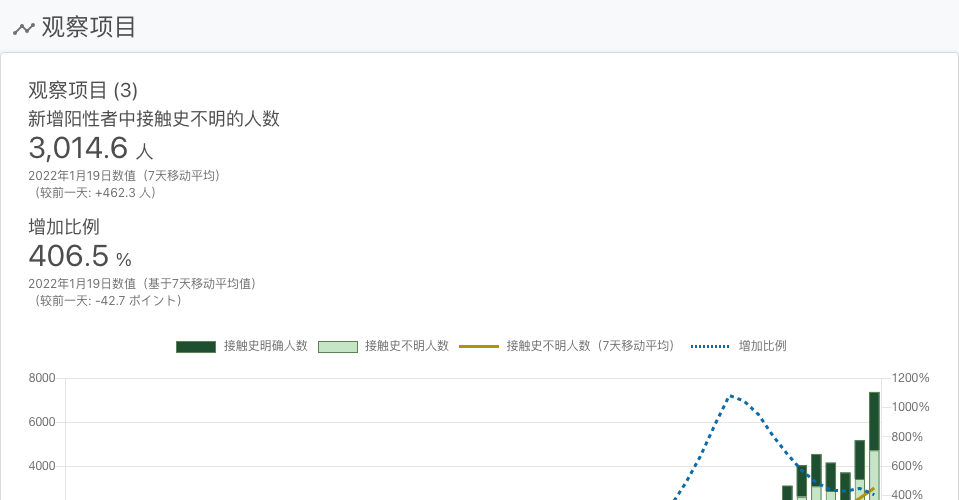 观察项目
观察项目 (3)
新增阳性者中接触史不明的人数
3,014.6 人
2022年1月19日数值（7天移动平均）
（较前一天: +462.3 人）
增加比例
406.5 %
2022年1月19日数值（基于7天移动平均值）
（较前一天: -42.7 ポイント）
接触史明确人数 接触史不明人数 接触史不明人数（7天移动平均） 增加比例
8000 1200%
1000%
6000
800%
4000 600%
400%